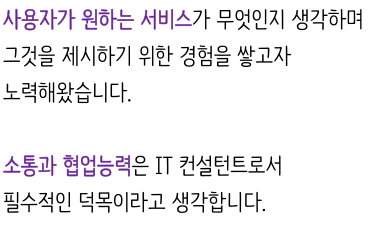 사용자가 원하는 서비스가 무엇인지 생각하며
그것을 제시하기 위한 경험을 쌓고자
노력해왔습니다.
소통과 협업능력은 IT 컨설턴트로서
필수적인 덕목이라고 생각합니다.